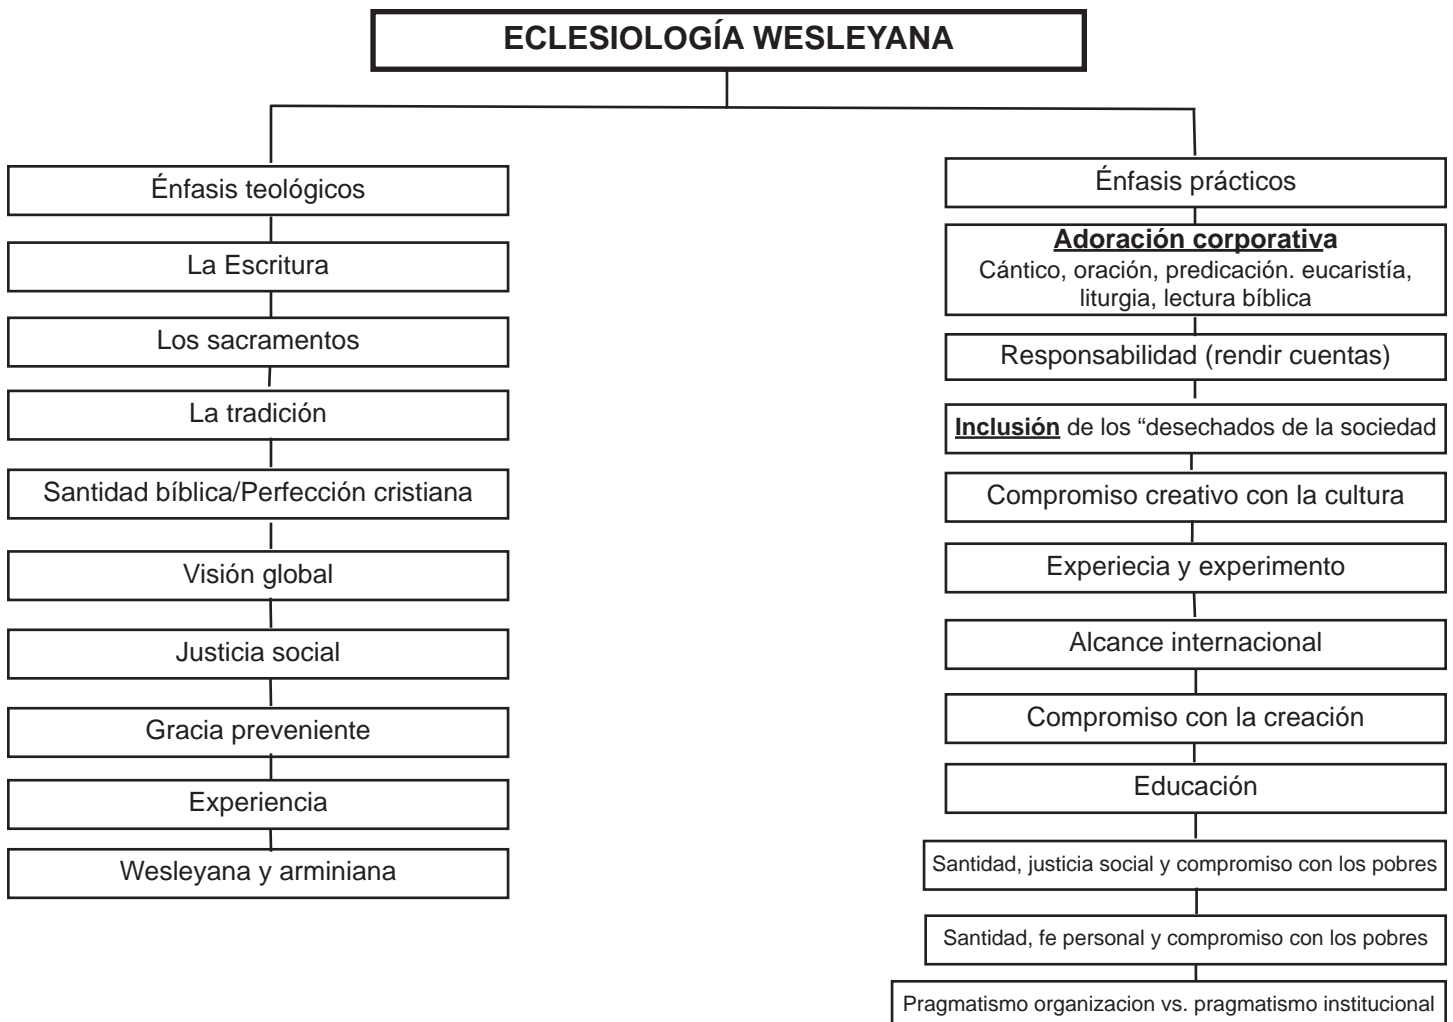 ECLESIOLOGÍA WESLEYANA
Énfasis teológicos
La Escritura
Los sacramentos
La tradición
Santidad bíblica/Perfección cristiana
Visión global
Justicia social
Gracia preveniente
Experiencia
Wesleyana y arminiana
Énfasis prácticos
Adoración corporativa
Cántico, oración, predicación. eucaristía,
liturgia, lectura bíblica
Responsabilidad (rendir cuentas)
Inclusión de los “desechados de la sociedad
Compromiso creativo con la cultura
Experiecia y experimento
Alcance internacional
Compromiso con la creación
Educación
Santidad, justicia social y compromiso con los pobres
Santidad, fe personal y compromiso con los pobres
Pragmatismo organizacion vs. pragmatismo institucional